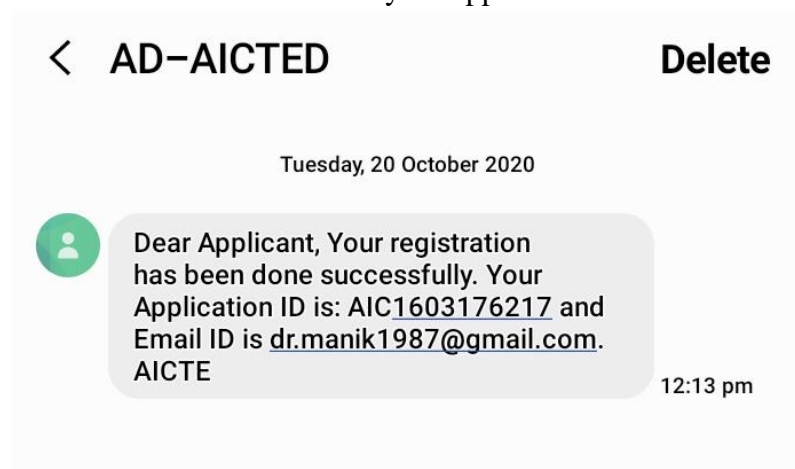 < AD-AICTED Delete
Tuesday, 20 October 2020
Dear Applicant, Your registration
has been done successfully. Your
Application ID is: AIC1603176217 and
Email ID is dr.manik1987@gmail.com.
AICTE
12:13 pm